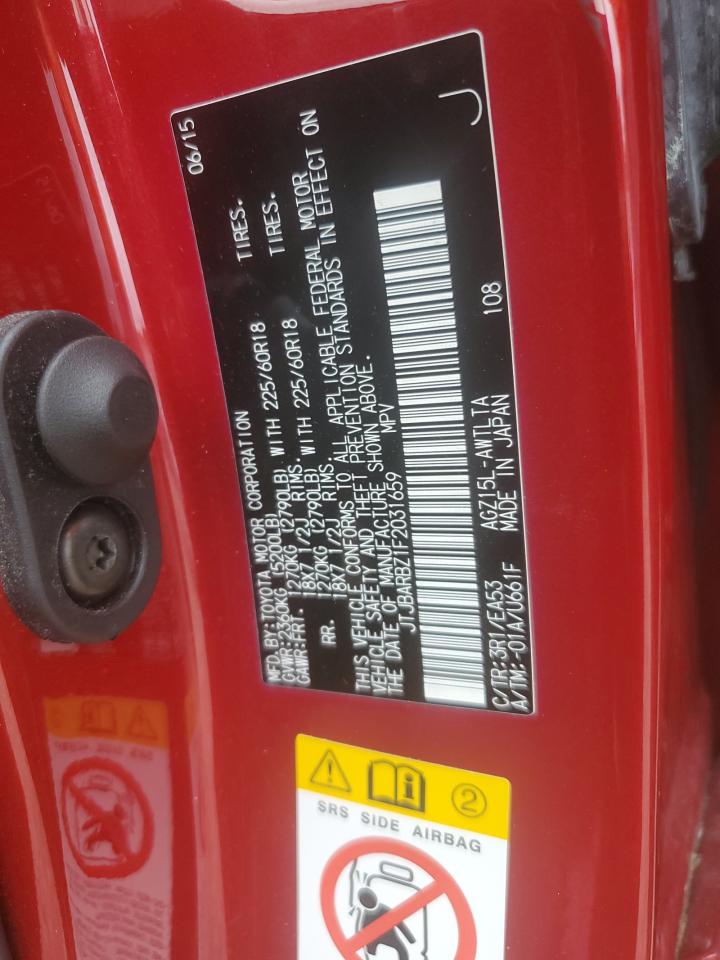 MFD.BY:TOYOTA MOTOR CORPORATION 06/15
GVWR:2360KG (5200LB)
GAWR:FRT. 1270KG (2790LB) WITH 225/60R18 TIRES.
18X7 1/2J RIMS.
RR. 1270KG (2790LB) WITH 225/60R18 TIRES.
18X7 1/2J RIMS.
THIS VEHICLE CONFORMS TO ALL APPLICABLE FEDERAL MOTOR
VEHICLE SAFETY AND THEFT PREVENTION STANDARDS IN EFFECT ON
THE DATE OF MANUFACTURE SHOWN ABOVE.
JTJBARBZ1F2031659 MPV
J
C/TR:3R1/EA53 AGZ15L-AWTLTA 108
A/TM:-01A/U661F MADE IN JAPAN
2
SRS SIDE AIRBAG